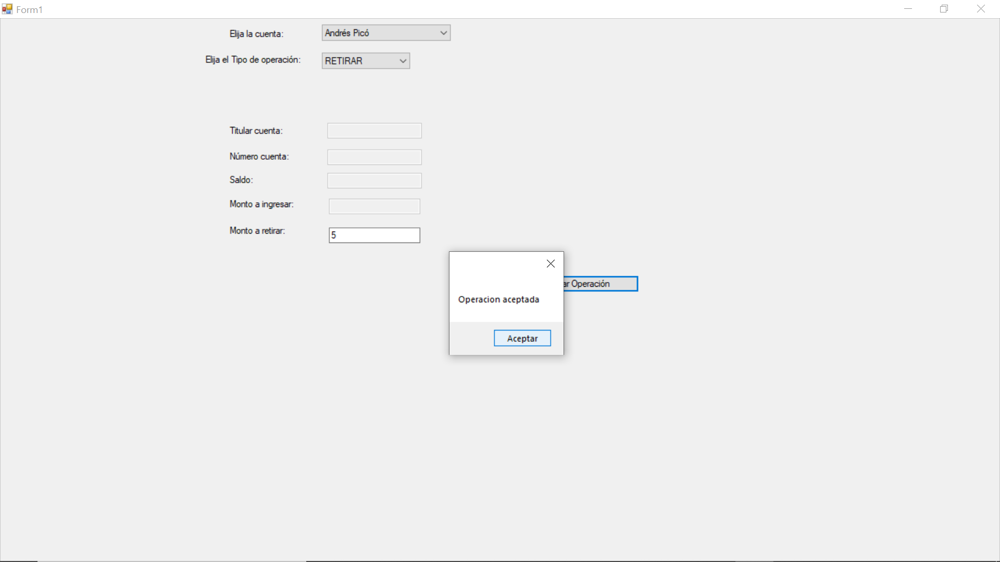 Form1
Elija la cuenta:
Andrés Picó
Elija el Tipo de operación:
RETIRAR
Titular cuenta:
Número cuenta:
Saldo:
Monto a ingresar:
Monto a retirar:
5
ar Operación
Operacion aceptada
Aceptar